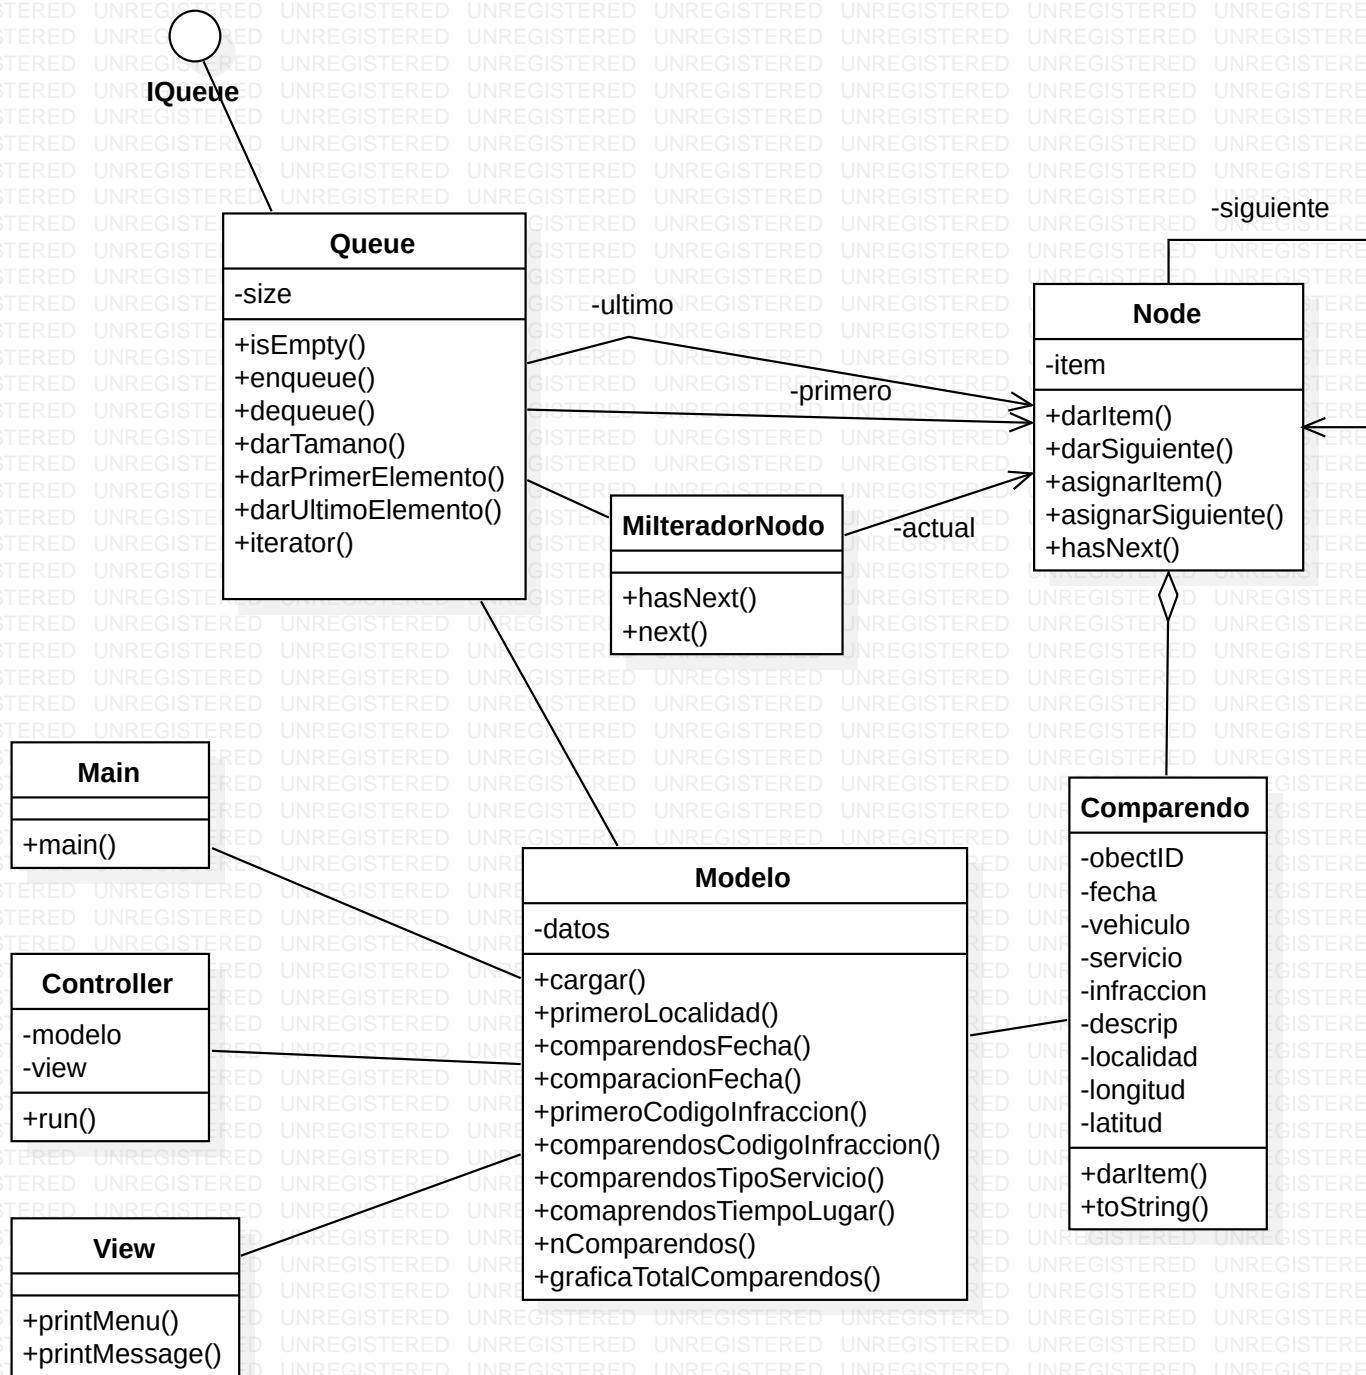 IQueue
Queue
-size
+isEmpty()
+enqueue()
+dequeue()
+darTamano()
+darPrimerElemento()
+darUltimoElemento()
+iterator()
-ultimo
-primero
-siguiente
Node
-item
+darItem()
+darSiguiente()
+asignarItem()
+asignarSiguiente()
+hasNext()
MiIteradorNodo
+hasNext()
+next()
-actual
Main
+main()
Controller
-modelo
-view
+run()
View
+printMenu()
+printMessage()
Modelo
-datos
+cargar()
+primeroLocalidad()
+comparendosFecha()
+comparacionFecha()
+primeroCodigoInfraccion()
+comparendosCodigoInfraccion()
+comparendosTipoServicio()
+comaprendosTiempoLugar()
+nComparendos()
+graficaTotalComparendos()
Comparendo
-obectID
-fecha
-vehiculo
-servicio
-infraccion
-descrip
-localidad
-longitud
-latitud
+darItem()
+toString()
UNREGISTERED